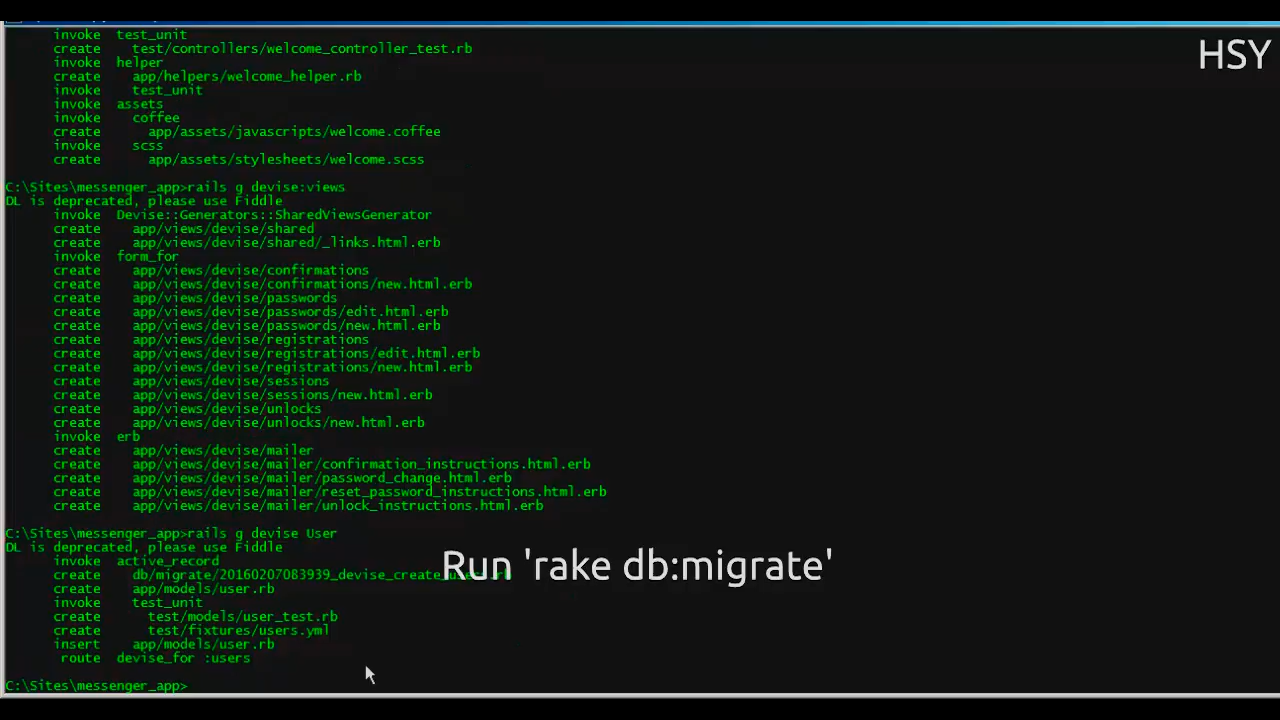 invoke  test_unit
create    test/controllers/welcome_controller_test.rb
invoke  helper
create    app/helpers/welcome_helper.rb
invoke    test_unit
invoke  assets
invoke    coffee
create      app/assets/javascripts/welcome.coffee
invoke    scss
create      app/assets/stylesheets/welcome.scss
HSY
C:\Sites\messenger_app>rails g devise:views
DL is deprecated, please use Fiddle
invoke  Devise::Generators::SharedViewsGenerator
create    app/views/devise/shared
create    app/views/devise/shared/_links.html.erb
invoke  form_for
create    app/views/devise/confirmations
create    app/views/devise/confirmations/new.html.erb
create    app/views/devise/passwords
create    app/views/devise/passwords/edit.html.erb
create    app/views/devise/passwords/new.html.erb
create    app/views/devise/registrations
create    app/views/devise/registrations/edit.html.erb
create    app/views/devise/registrations/new.html.erb
create    app/views/devise/sessions
create    app/views/devise/sessions/new.html.erb
create    app/views/devise/unlocks
create    app/views/devise/unlocks/new.html.erb
invoke  erb
create    app/views/devise/mailer
create    app/views/devise/mailer/confirmation_instructions.html.erb
create    app/views/devise/mailer/password_change.html.erb
create    app/views/devise/mailer/reset_password_instructions.html.erb
create    app/views/devise/mailer/unlock_instructions.html.erb
C:\Sites\messenger_app>rails g devise User
DL is deprecated, please use Fiddle
invoke  active_record
create    db/migrate/20160207083939_devise_create_users.rb
Run 'rake db:migrate'
create    app/models/user.rb
invoke    test_unit
create      test/models/user_test.rb
create      test/fixtures/users.yml
insert    app/models/user.rb
route  devise_for :users
C:\Sites\messenger_app>